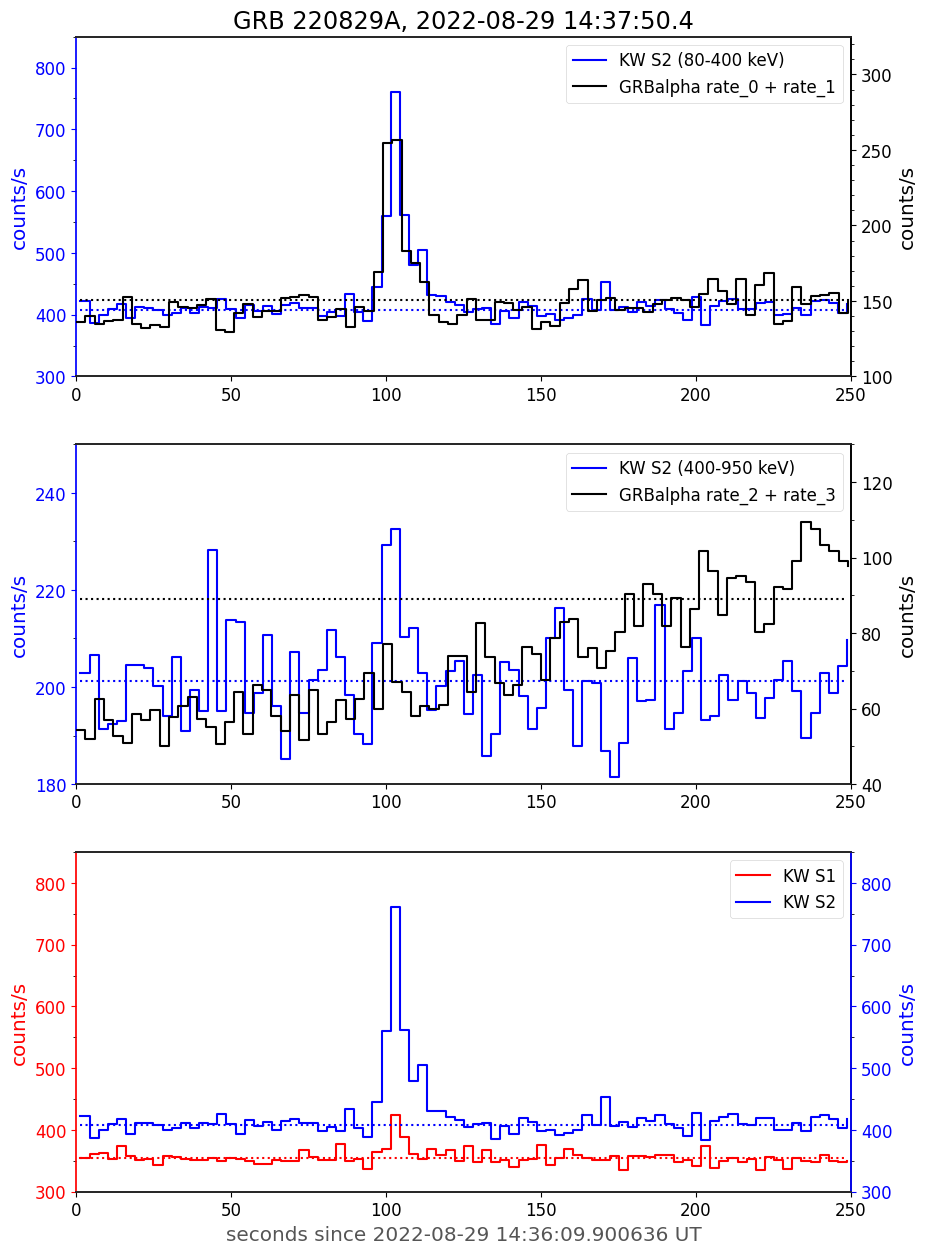 GRB 220829A, 2022-08-29 14:37:50.4
KW S2 (80-400 keV)
GRBalpha rate_0 + rate_1
counts/s
800
700
600
500
400
300
300
250
200
150
100
counts/s
0 50 100 150 200 250
KW S2 (400-950 keV)
GRBalpha rate_2 + rate_3
counts/s
240
220
200
180
120
100
80
60
40
counts/s
0 50 100 150 200 250
KW S1
KW S2
counts/s
800
700
600
500
400
300
800
700
600
500
400
300
counts/s
0 50 100 150 200 250
seconds since 2022-08-29 14:36:09.900636 UT